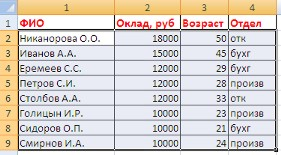 1 2 3 4
1 ФИО Оклад, руб Возраст Отдел
2 Никанорова О.О. 18000 50 отк
3 Иванов А.А. 15000 45 бухг
4 Еремеев С.С. 12000 29 бухг
5 Петров С.И. 12000 28 произв
6 Столбов А.А. 12000 33 отк
7 Голицын И.Р. 10000 23 произв
8 Сидоров О.П. 10000 21 бухг
9 Смирнов И.А. 10000 24 произв